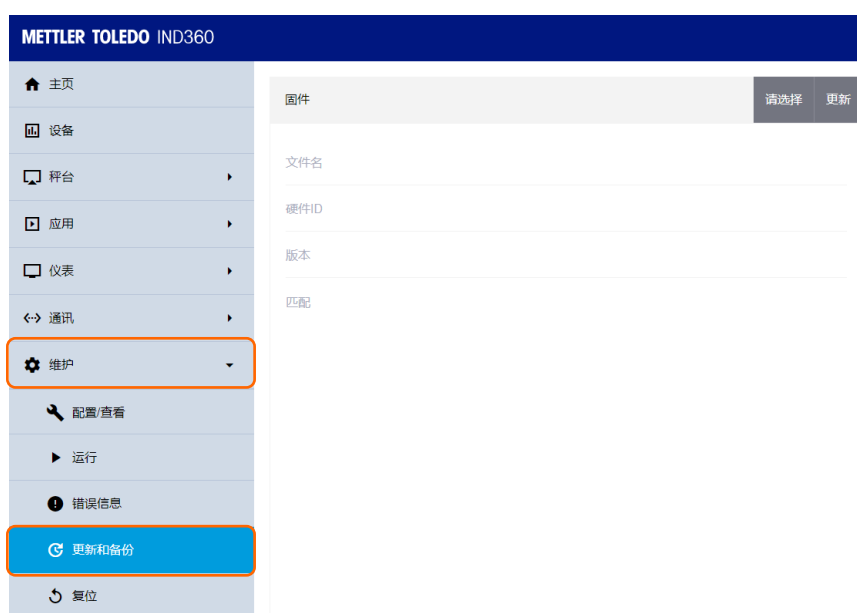 METTLER TOLEDO IND360
主页
设备
秤台
应用
仪表
通讯
维护
配置/查看
运行
错误信息
更新和备份
复位
固件
请选择
更新
文件名
硬件ID
版本
匹配